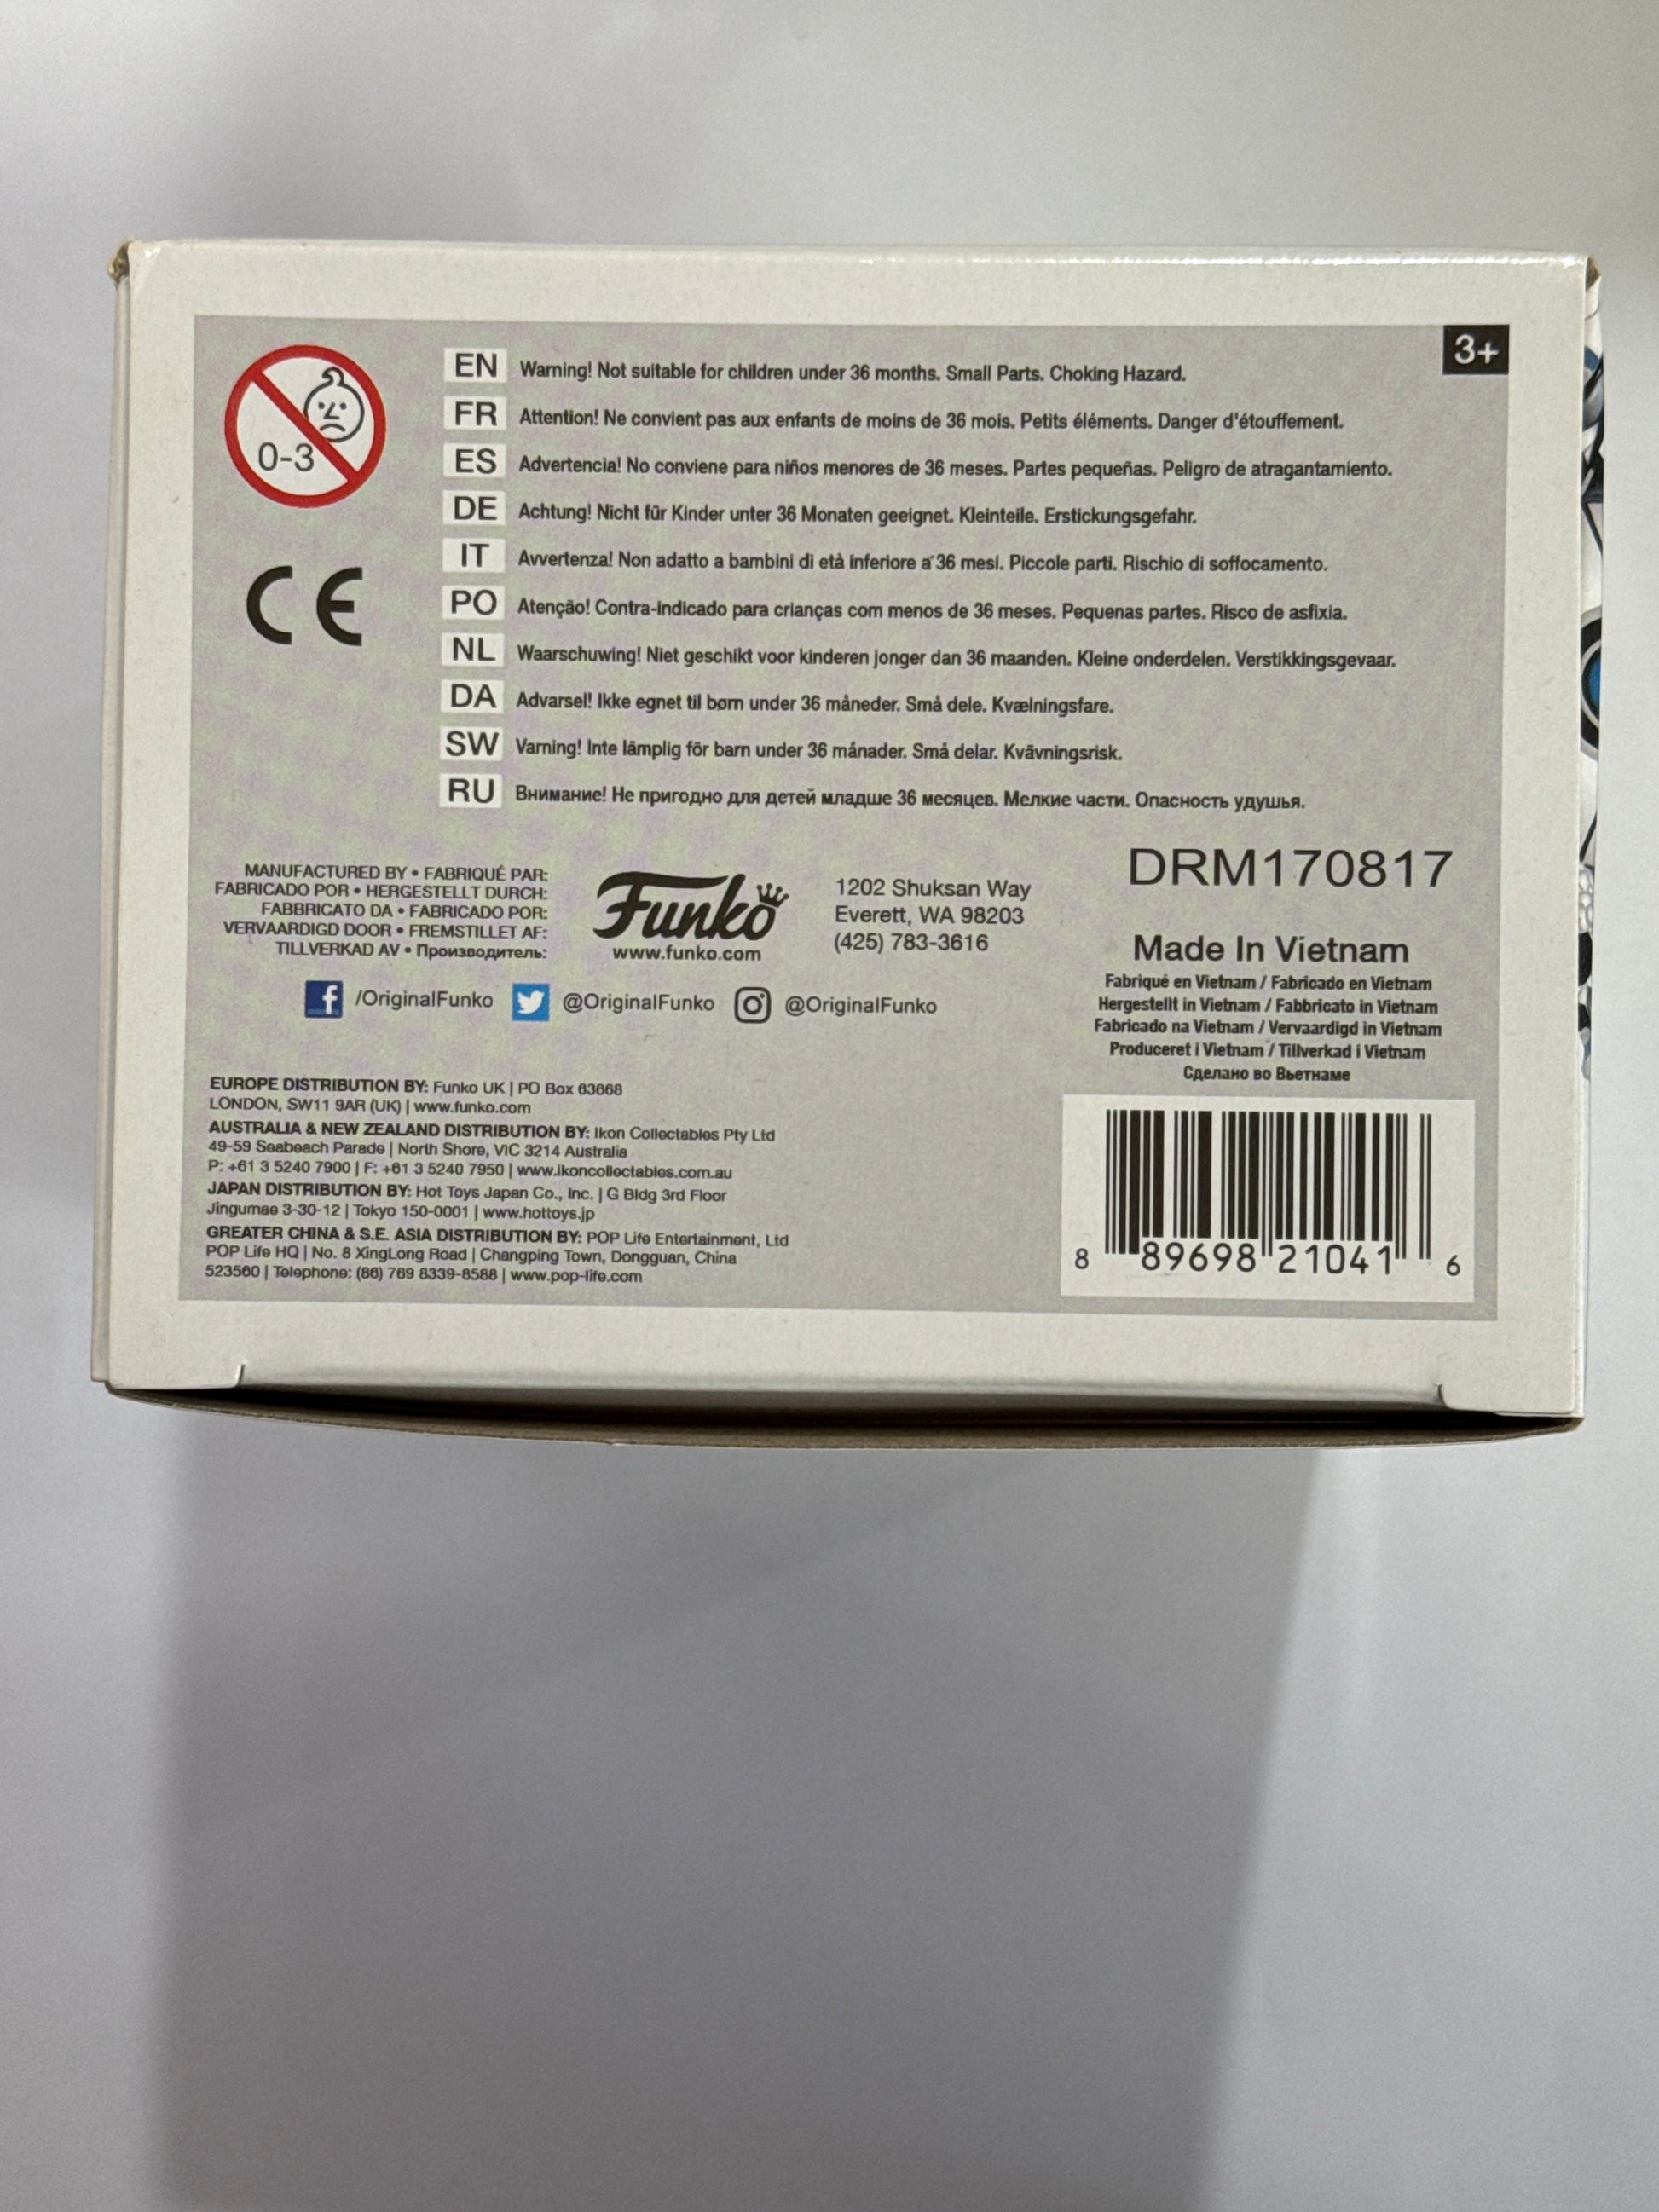 3+
0-3
CE
EN Warning! Not suitable for children under 36 months. Small Parts. Choking Hazard.
FR Attention! Ne convient pas aux enfants de moins de 36 mois. Petits éléments. Danger d'étouffement.
ES Advertencia! No conviene para niños menores de 36 meses. Partes pequeñas. Peligro de atragantamiento.
DE Achtung! Nicht für Kinder unter 36 Monaten geeignet. Kleinteile. Erstickungsgefahr.
IT Avvertenza! Non adatto a bambini di età inferiore a 36 mesi. Piccole parti. Rischio di soffocamento.
PO Atenção! Contra-indicado para crianças com menos de 36 meses. Pequenas partes. Risco de asfixia.
NL Waarschuwing! Niet geschikt voor kinderen jonger dan 36 maanden. Kleine onderdelen. Verstikkingsgevaar.
DA Advarsel! Ikke egnet til børn under 36 måneder. Små dele. Kvælningsfare.
SW Varning! Inte lämplig för barn under 36 månader. Små delar. Kvävningsrisk.
RU Внимание! Не пригодно для детей младше 36 месяцев. Мелкие части. Опасность удушья.
MANUFACTURED BY • FABRIQUÉ PAR:
FABRICADO POR • HERGESTELLT DURCH:
FABBRICATO DA • FABRICADO POR:
VERVAARDIGD DOOR • FREMSTILLET AF:
TILLVERKAD AV • Производитель:
Funko
www.funko.com
1202 Shuksan Way
Everett, WA 98203
(425) 783-3616
/OriginalFunko @OriginalFunko @OriginalFunko
DRM170817
Made In Vietnam
Fabriqué en Vietnam / Fabricado en Vietnam
Hergestellt in Vietnam / Fabbricato in Vietnam
Fabricado na Vietnam / Vervaardigd in Vietnam
Produceret i Vietnam / Tillverkad i Vietnam
Сделано во Вьетнаме
EUROPE DISTRIBUTION BY: Funko UK | PO Box 63668
LONDON, SW11 9AR (UK) | www.funko.com
AUSTRALIA & NEW ZEALAND DISTRIBUTION BY: Ikon Collectables Pty Ltd
49-59 Seabeach Parade | North Shore, VIC 3214 Australia
P: +61 3 5240 7900 | F: +61 3 5240 7950 | www.ikoncollectables.com.au
JAPAN DISTRIBUTION BY: Hot Toys Japan Co., Inc. | G Bldg 3rd Floor
Jingumae 3-30-12 | Tokyo 150-0001 | www.hottoys.jp
GREATER CHINA & S.E. ASIA DISTRIBUTION BY: POP Life Entertainment, Ltd
POP Life HQ | No. 8 XingLong Road | Changping Town, Dongguan, China
523560 | Telephone: (86) 769 8339-8588 | www.pop-life.com
8 89698 21041 6